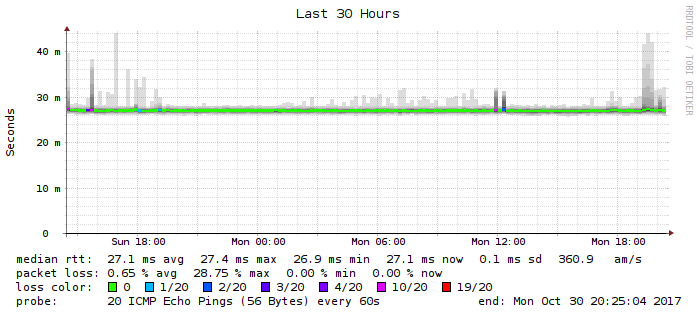 Last 30 Hours
RRDTOOL / TOBI OETIKER
Seconds
40 m
30 m
20 m
10 m
0
Sun 18:00 Mon 00:00 Mon 06:00 Mon 12:00 Mon 18:00
median rtt: 27.1 ms avg 27.4 ms max 26.9 ms min 27.1 ms now 0.1 ms sd 360.9 am/s
packet loss: 0.65 % avg 28.75 % max 0.00 % min 0.00 % now
loss color: 0 1/20 2/20 3/20 4/20 10/20 19/20
probe: 20 ICMP Echo Pings (56 Bytes) every 60s end: Mon Oct 30 20:25:04 2017